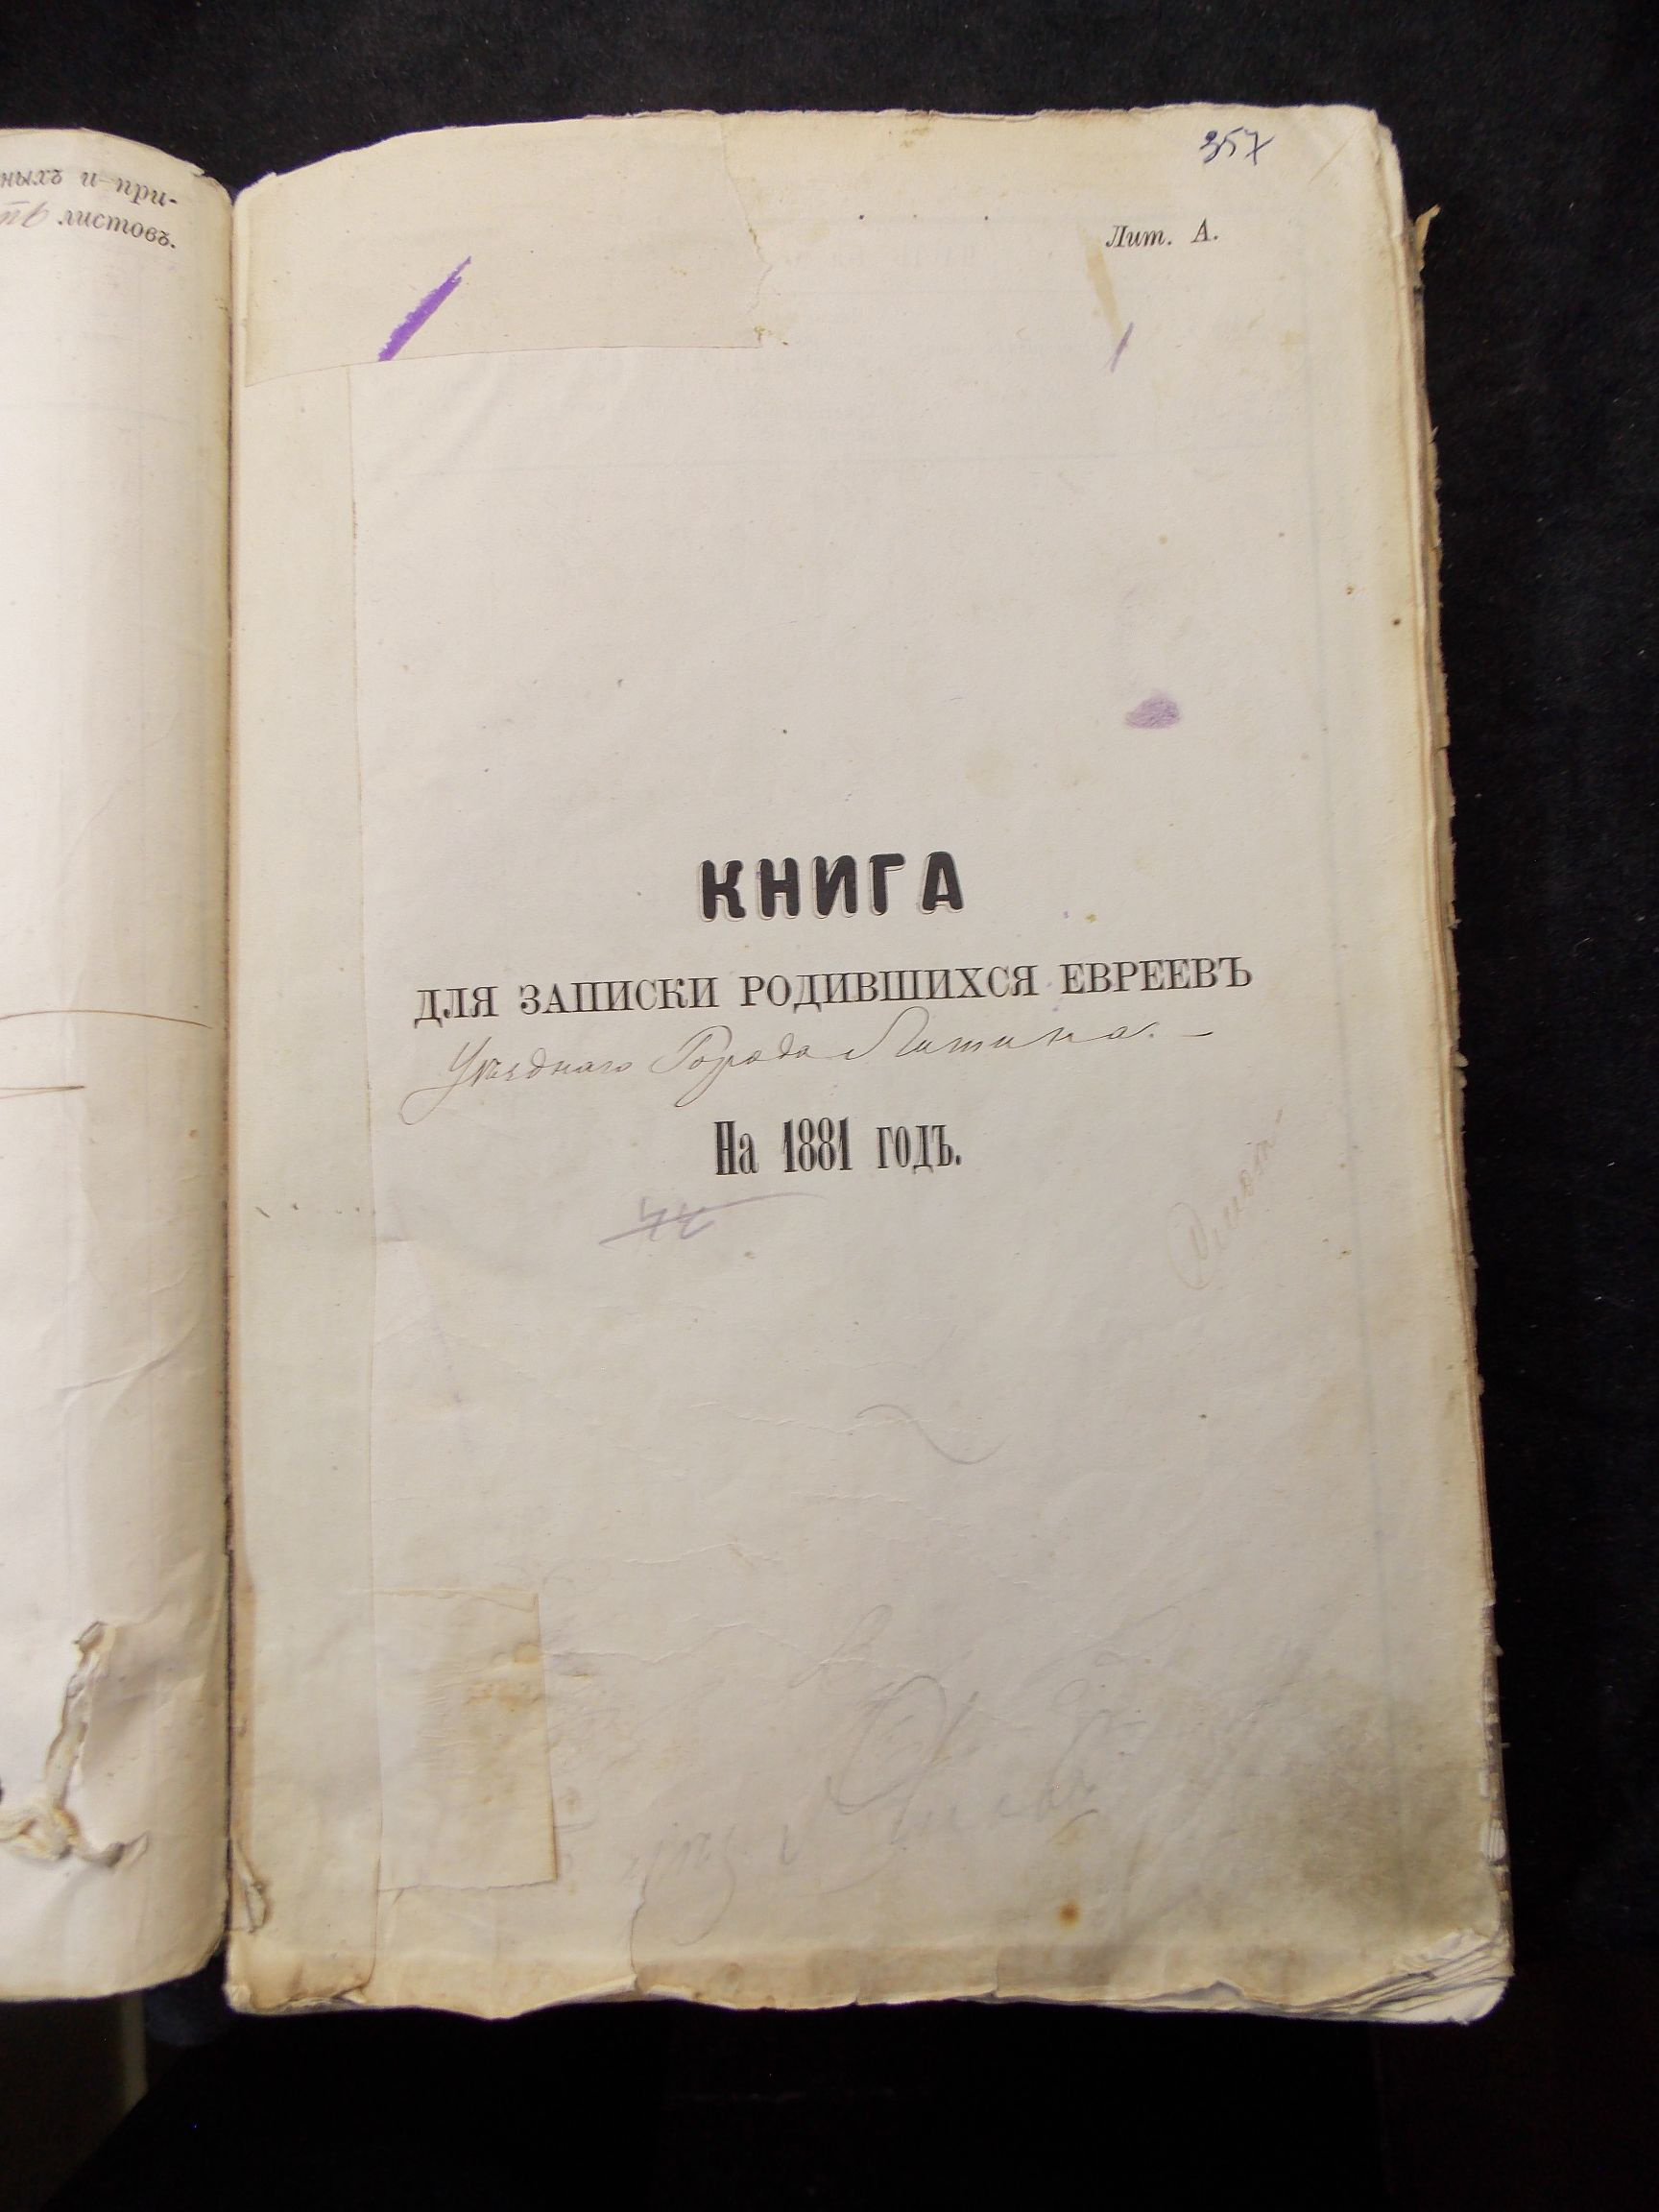 ныхъ и при-
листовъ.
357
Лит. А.
КНИГА
ДЛЯ ЗАПИСКИ РОДИВШИХСЯ ЕВРЕЕВЪ
Уѣзднаго Города Литина. —
На 1881 годъ.